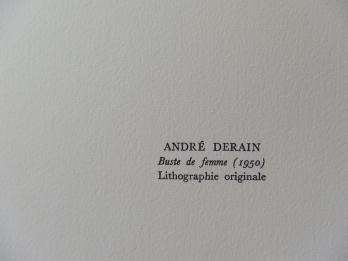 ANDRÉ DERAIN
Buste de femme (1950)
Lithographie originale